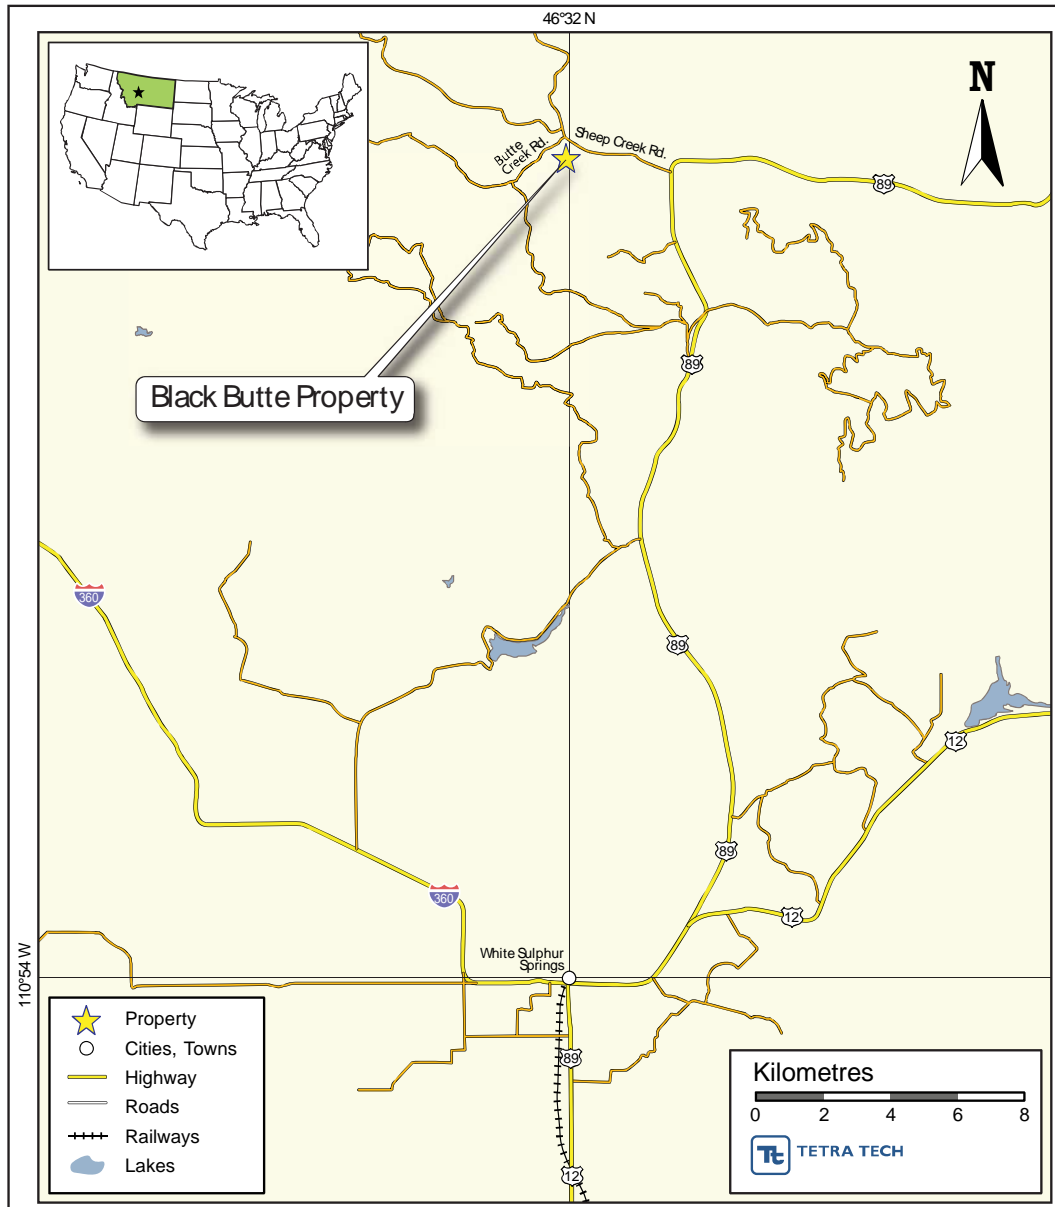 46°32 N
N
Butte
Creek Rd.
Sheep Creek Rd.
89
89
Black Butte Property
360
89
12
89
360
12
White Sulphur
Springs
110°54 W
89
12
Property
Cities, Towns
Highway
Roads
Railways
Lakes
Kilometres
0 2 4 6 8
Tt TETRA TECH